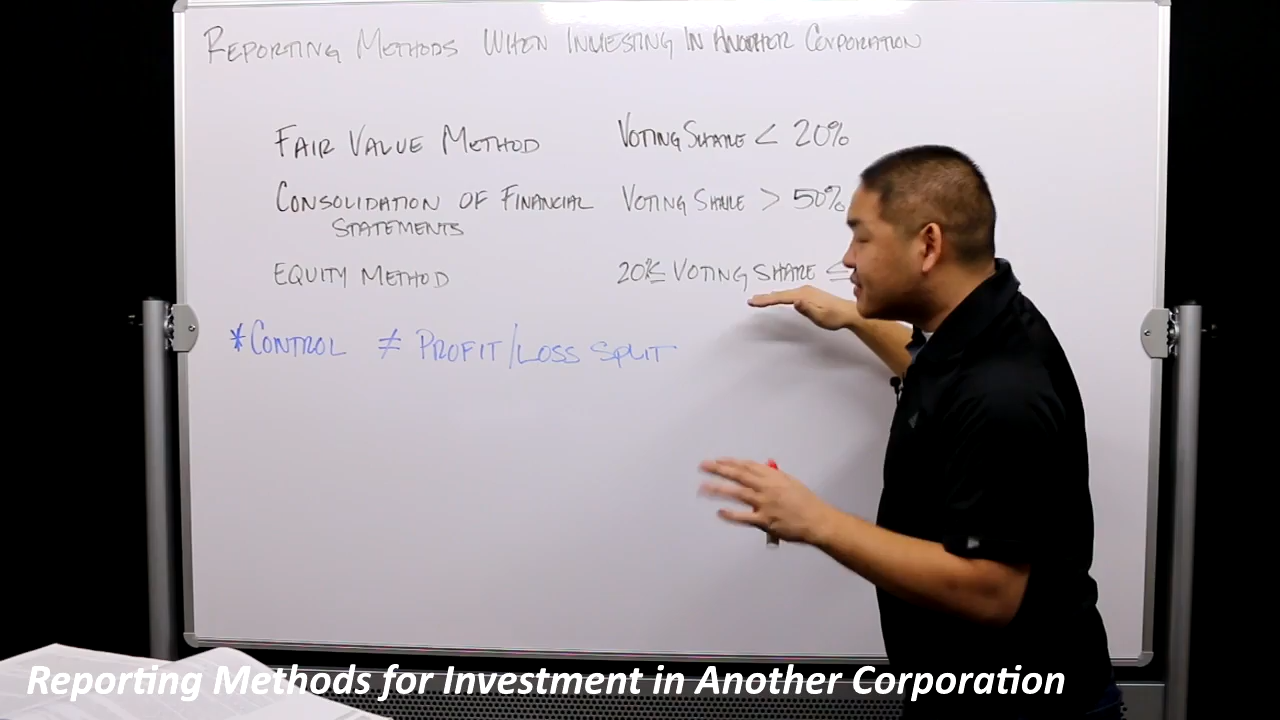 REPORTING METHODS WHEN INVESTING IN ANOTHER CORPORATION
FAIR VALUE METHOD VOTING SHARE < 20%
CONSOLIDATION OF FINANCIAL VOTING SHARE > 50%
STATEMENTS
EQUITY METHOD 20% ≤ VOTING SHARE ≤
*CONTROL ≠ PROFIT/LOSS SPLIT
Reporting Methods for Investment in Another Corporation